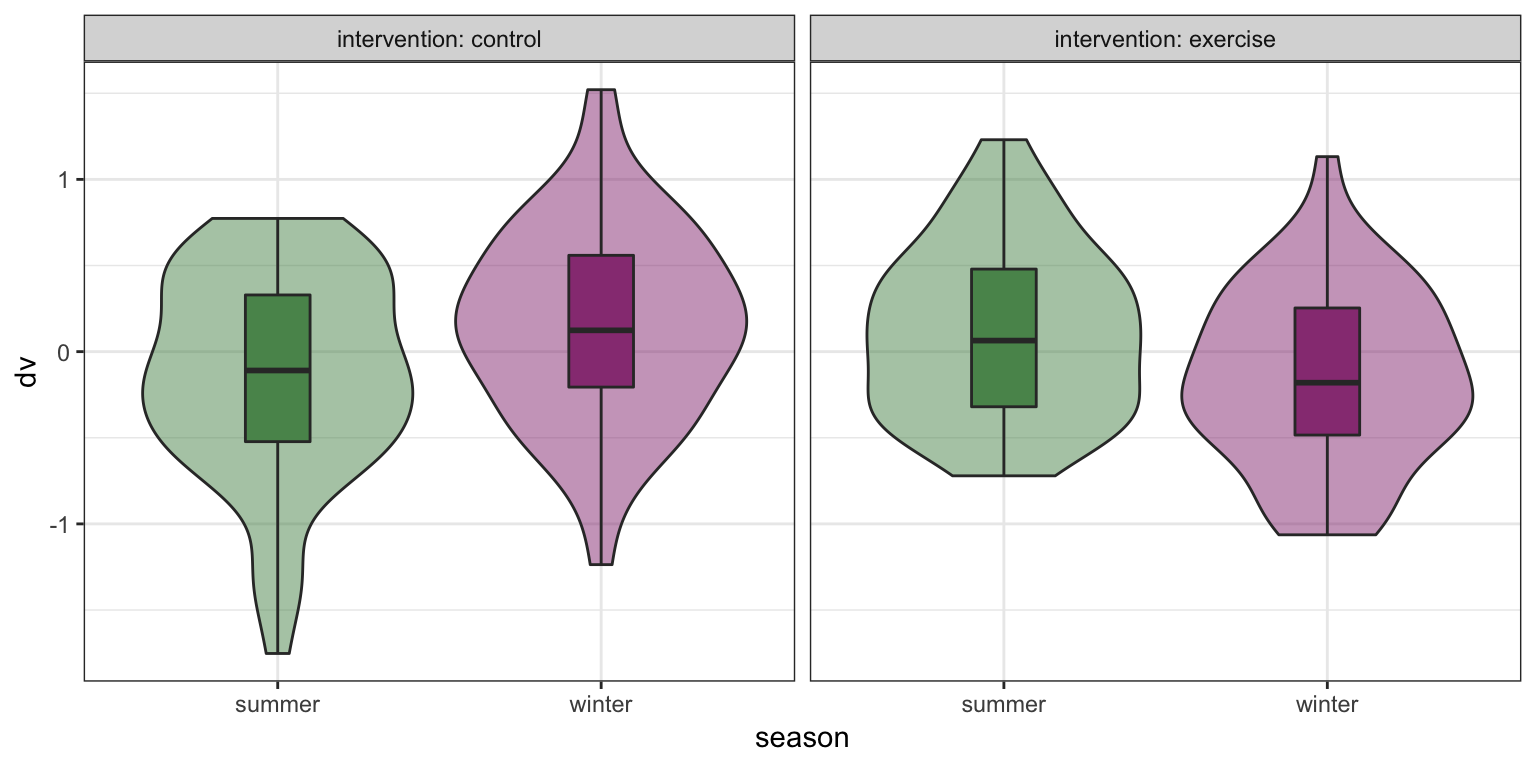 intervention: control
intervention: exercise
1
0
-1
dv
summer
winter
summer
winter
season